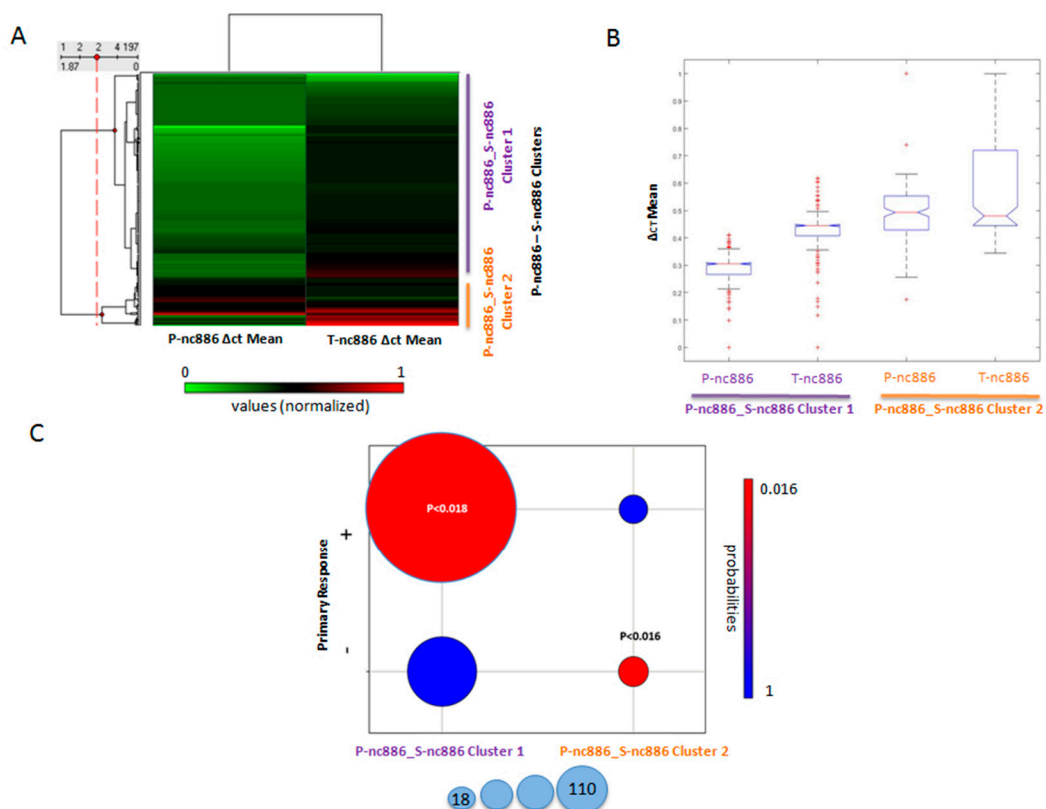 A
1 2 2 4 197
1.87 0
P-nc886_S-nc886
Cluster 1
P-nc886_S-nc886
Cluster 2
P-nc886 – S-nc886 Clusters
P-nc886 Δct Mean T-nc886 Δct Mean
0 1
values (normalized)
B
ΔCT Mean
1
0.9
0.8
0.7
0.6
0.5
0.4
0.3
0.2
0.1
0
P-nc886 T-nc886 P-nc886 T-nc886
P-nc886_S-nc886 Cluster 1 P-nc886_S-nc886 Cluster 2
C
Primary Response
+
-
P<0.018
P<0.016
0.016
probabilities
1
P-nc886_S-nc886 Cluster 1 P-nc886_S-nc886 Cluster 2
18 110